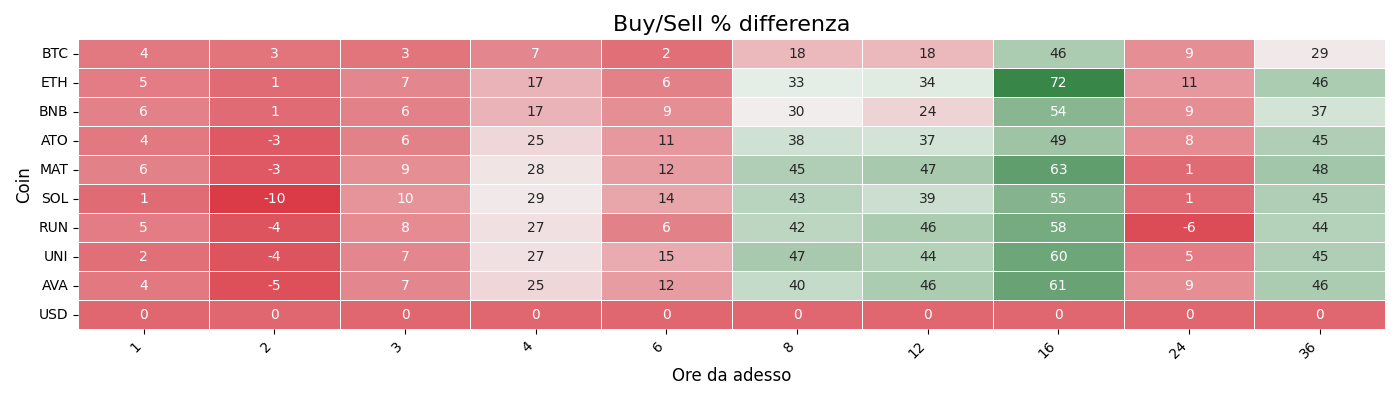 Buy/Sell % differenza
Coin
BTC 4 3 3 7 2 18 18 46 9 29
ETH 5 1 7 17 6 33 34 72 11 46
BNB 6 1 6 17 9 30 24 54 9 37
ATO 4 -3 6 25 11 38 37 49 8 45
MAT 6 -3 9 28 12 45 47 63 1 48
SOL 1 -10 10 29 14 43 39 55 1 45
RUN 5 -4 8 27 6 42 46 58 -6 44
UNI 2 -4 7 27 15 47 44 60 5 45
AVA 4 -5 7 25 12 40 46 61 9 46
USD 0 0 0 0 0 0 0 0 0 0
1 2 3 4 6 8 12 16 24 36
Ore da adesso